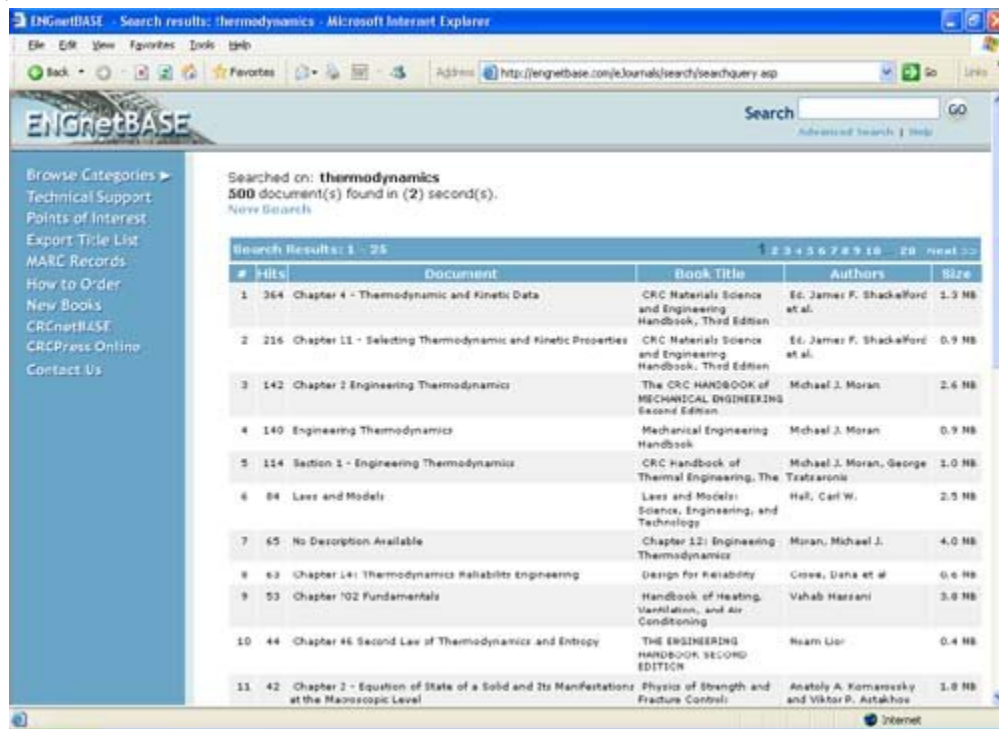 ENGnetBASE - Search results: thermodynamics - Microsoft Internet Explorer
File Edit View Favorites Tools Help
Back Favorites Address http://engnetbase.com/ejournals/search/searchquery.asp Go Links
ENGnetBASE
Search GO
Advanced Search | Help
Browse Categories
Technical Support
Points of Interest
Export Title List
MARC Records
How to Order
New Books
CRCnetBASE
CRCPress Online
Contact Us
Searched on: thermodynamics
500 document(s) found in (2) second(s).
New Search
Search Results: 1 - 25 1 2 3 4 5 6 7 8 9 10 .. 20 next >>
# Hits Document Book Title Authors Size
1 364 Chapter 4 - Thermodynamic and Kinetic Data CRC Materials Science Ed. James F. Shackelford 1.3 MB
and Engineering et al.
Handbook, Third Edition
2 216 Chapter 11 - Selecting Thermodynamic and Kinetic Properties CRC Materials Science Ed. James F. Shackelford 0.9 MB
and Engineering et al.
Handbook, Third Edition
3 142 Chapter 2 Engineering Thermodynamics The CRC HANDBOOK of Michael J. Moran 2.6 MB
MECHANICAL ENGINEERING
Second Edition
4 140 Engineering Thermodynamics Mechanical Engineering Michael J. Moran 0.9 MB
Handbook
5 114 Section 1 - Engineering Thermodynamics CRC Handbook of Michael J. Moran, George 1.0 MB
Thermal Engineering, The Tsatsaronis
6 84 Laws and Models Laws and Models: Hall, Carl W. 2.5 MB
Science, Engineering, and
Technology
7 65 No Description Available Chapter 12: Engineering Moran, Michael J. 4.0 MB
Thermodynamics
8 63 Chapter 14: Thermodynamics Reliability Engineering Design for Reliability Crowe, Dana et al 0.6 MB
9 53 Chapter '02 Fundamentals Handbook of Heating, Vahab Hassani 3.8 MB
Ventilation, and Air
Conditioning
10 44 Chapter 46 Second Law of Thermodynamics and Entropy THE ENGINEERING Noam Lior 0.4 MB
HANDBOOK SECOND
EDITION
11 42 Chapter 2 - Equation of State of a Solid and Its Manifestations Physics of Strength and Anatoly A. Komarovsky 1.8 MB
at the Macroscopic Level Fracture Control: and Viktor P. Astakhov
Internet